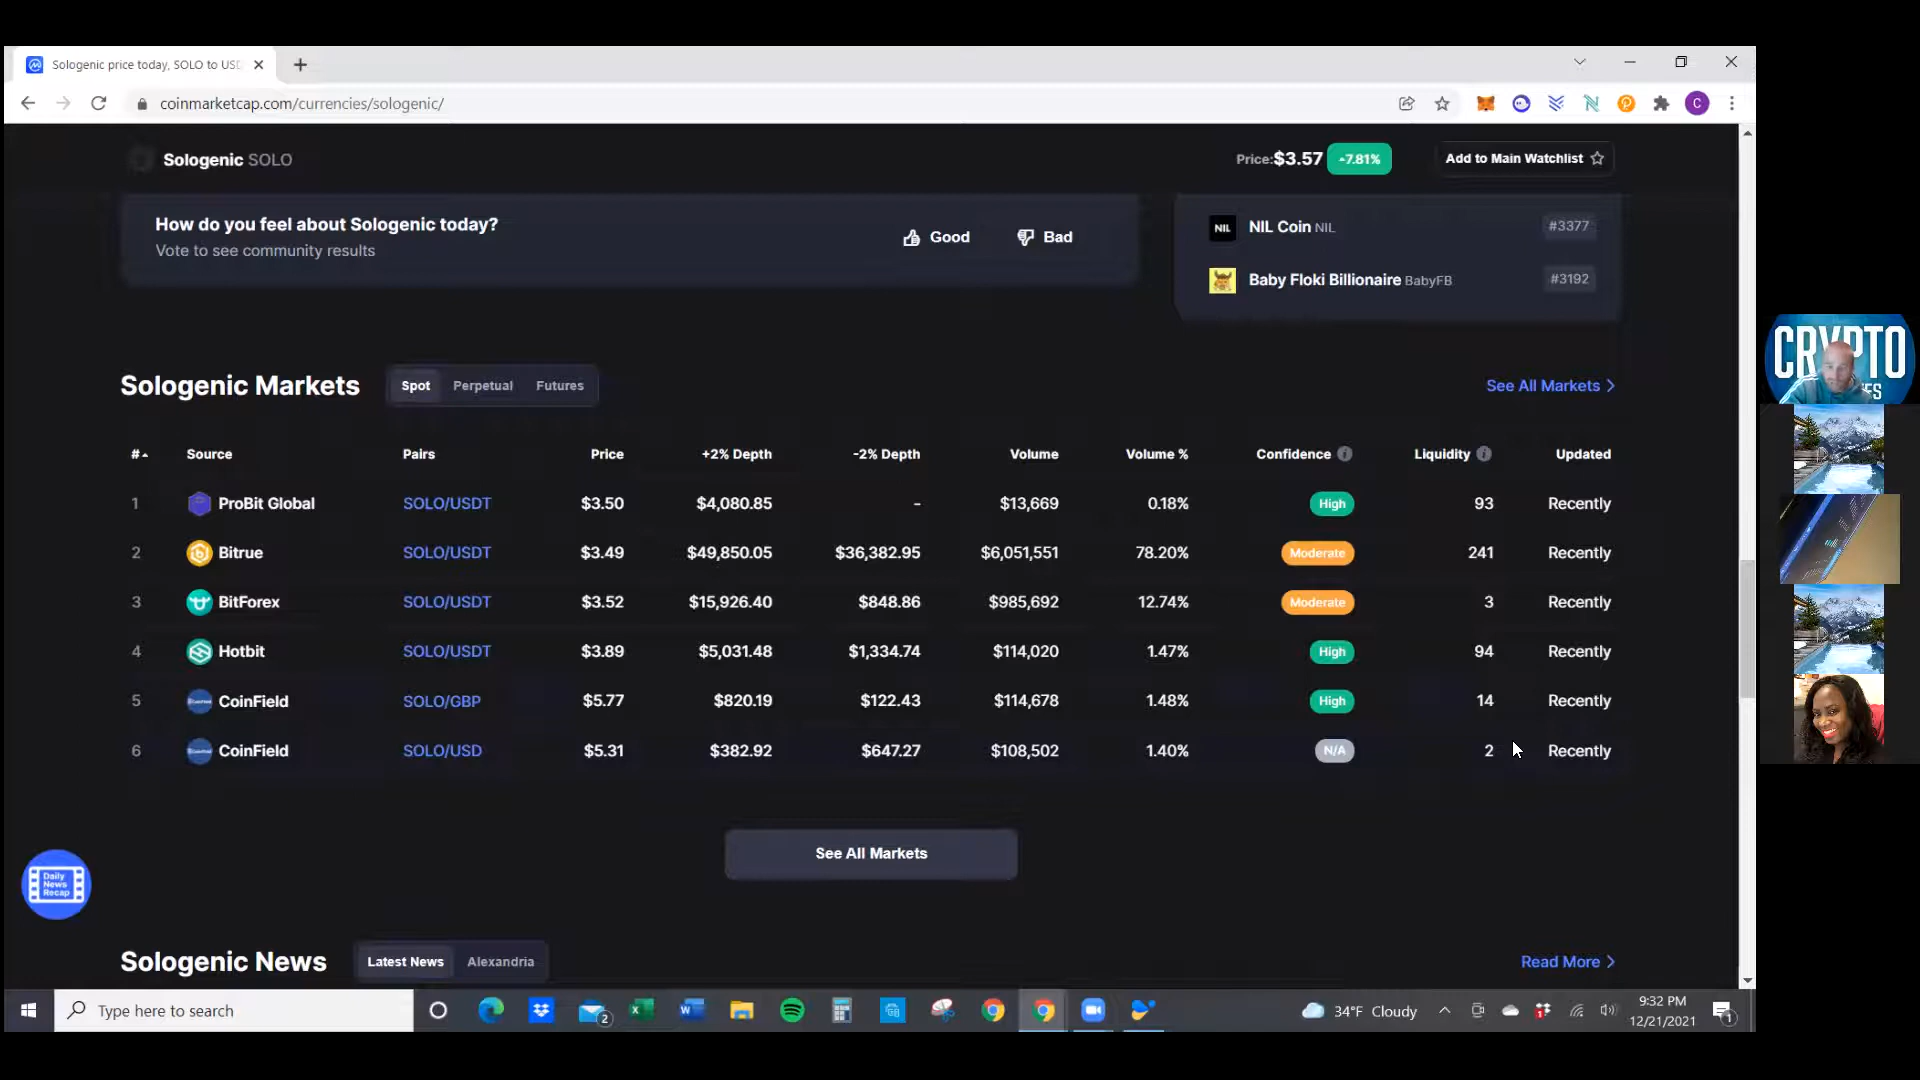 Sologenic price today, SOLO to USD
coinmarketcap.com/currencies/sologenic/
C
Sologenic SOLO
Price:$3.57
7.81%
Add to Main Watchlist
How do you feel about Sologenic today?
Vote to see community results
Good
Bad
NIL
NIL Coin NIL
#3377
Baby Floki Billionaire BabyFB
#3192
Sologenic Markets
Spot Perpetual Futures
See All Markets
# Source Pairs Price +2% Depth -2% Depth Volume Volume % Confidence Liquidity Updated
1 ProBit Global SOLO/USDT $3.50 $4,080.85 - $13,669 0.18% High 93 Recently
2 Bitrue SOLO/USDT $3.49 $49,850.05 $36,382.95 $6,051,551 78.20% Moderate 241 Recently
3 BitForex SOLO/USDT $3.52 $15,926.40 $848.86 $985,692 12.74% Moderate 3 Recently
4 Hotbit SOLO/USDT $3.89 $5,031.48 $1,334.74 $114,020 1.47% High 94 Recently
5 CoinField SOLO/GBP $5.77 $820.19 $122.43 $114,678 1.48% High 14 Recently
6 CoinField SOLO/USD $5.31 $382.92 $647.27 $108,502 1.40% N/A 2 Recently
See All Markets
Daily
News
Recap
Sologenic News
Latest News Alexandria
Read More
Type here to search
2
34°F Cloudy
9:32 PM
12/21/2021
1
CRYPTO